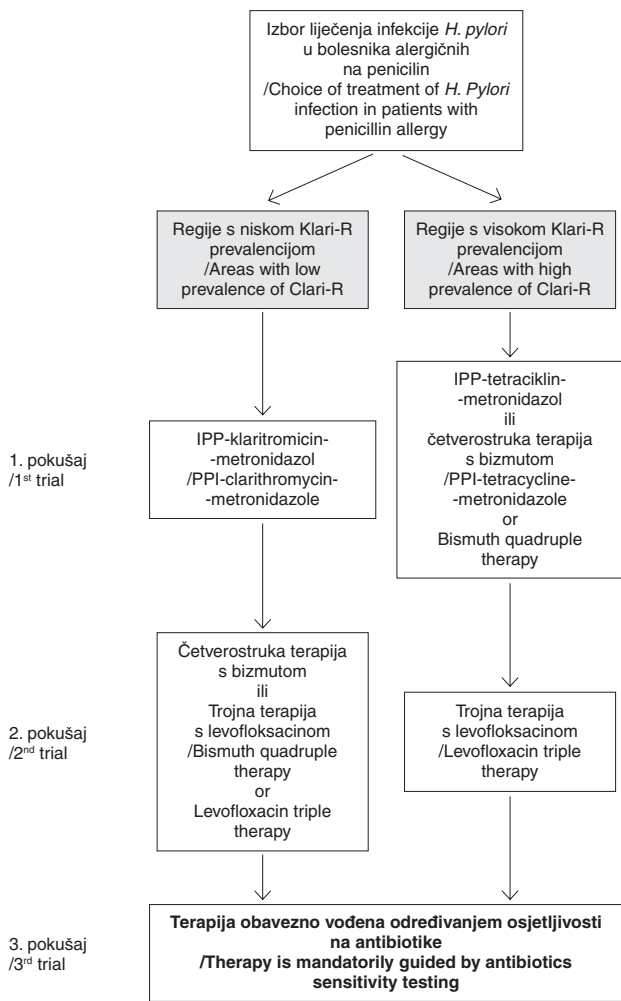 Izbor liječenja infekcije H. pylori
u bolesnika alergičnih
na penicilin
/Choice of treatment of H. Pylori
infection in patients with
penicillin allergy
Regije s niskom Klari-R
prevalencijom
/Areas with low
prevalence of Clari-R
Regije s visokom Klari-R
prevalencijom
/Areas with high
prevalence of Clari-R
1. pokušaj
/1st trial
IPP-klaritromicin-
-metronidazol
/PPI-clarithromycin-
-metronidazole
IPP-tetraciklin-
-metronidazol
ili
četverostruka terapija
s bizmutom
/PPI-tetracycline-
-metronidazole
or
Bismuth quadruple
therapy
2. pokušaj
/2nd trial
Četverostruka terapija
s bizmutom
ili
Trojna terapija
s levofloksacinom
/Bismuth quadruple
therapy
or
Levofloxacin triple
therapy
Trojna terapija
s levofloksacinom
/Levofloxacin triple
therapy
3. pokušaj
/3rd trial
Terapija obavezno vođena određivanjem osjetljivosti
na antibiotike
/Therapy is mandatorily guided by antibiotics
sensitivity testing